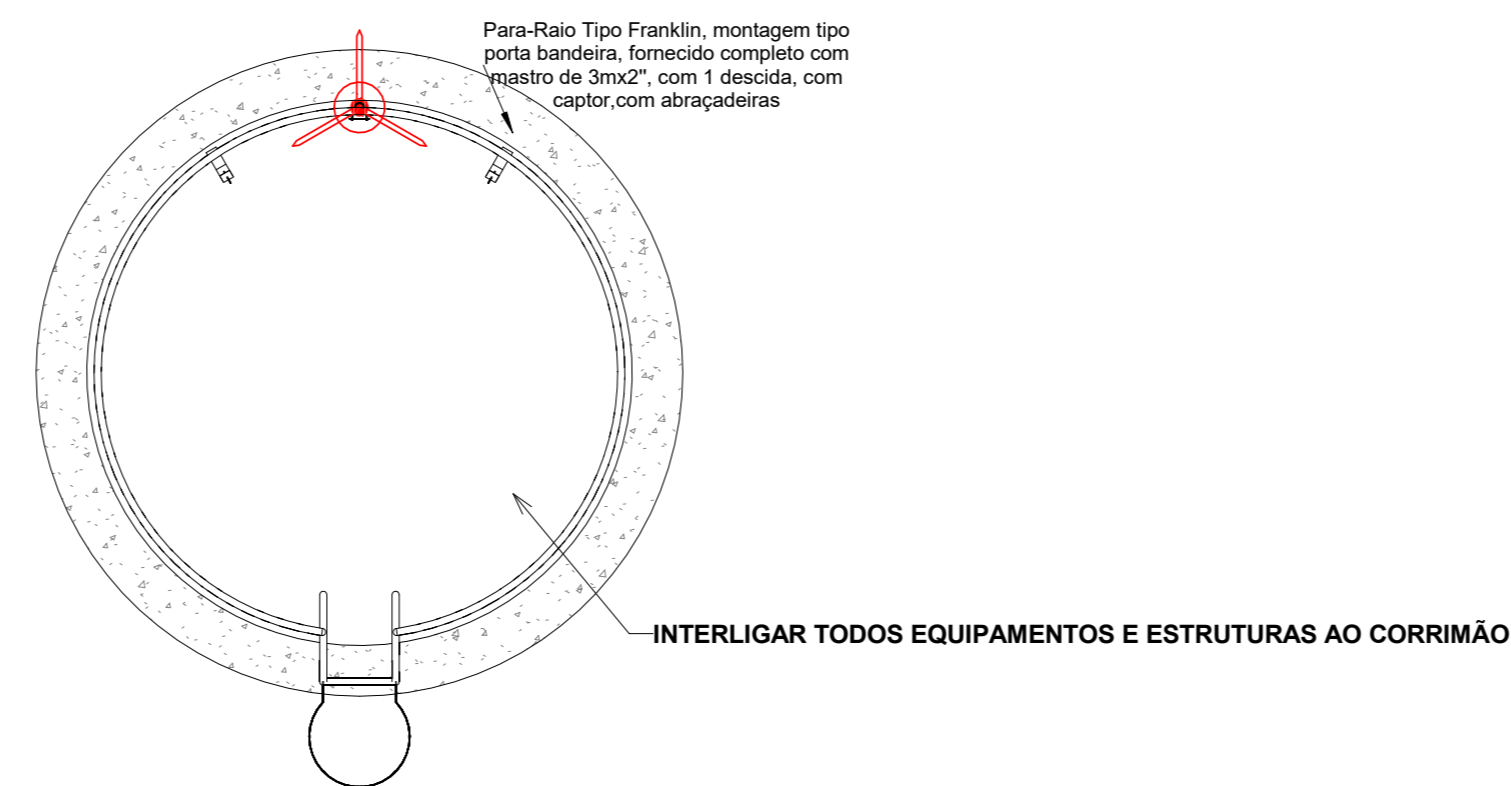 Para-Raio Tipo Franklin, montagem tipo
porta bandeira, fornecido completo com
mastro de 3mx2", com 1 descida, com
captor,com abraçadeiras
INTERLIGAR TODOS EQUIPAMENTOS E ESTRUTURAS AO CORRIMÃO